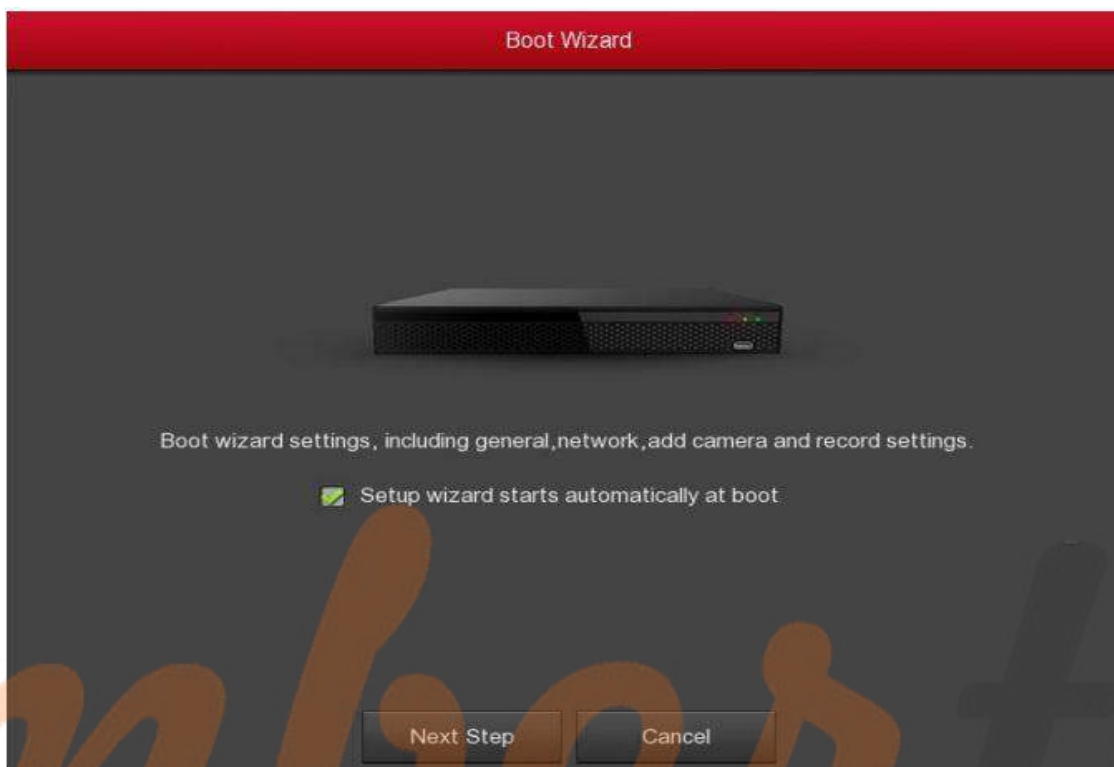 Boot Wizard
Boot wizard settings, including general,network,add camera and record settings.
Setup wizard starts automatically at boot
Next Step Cancel